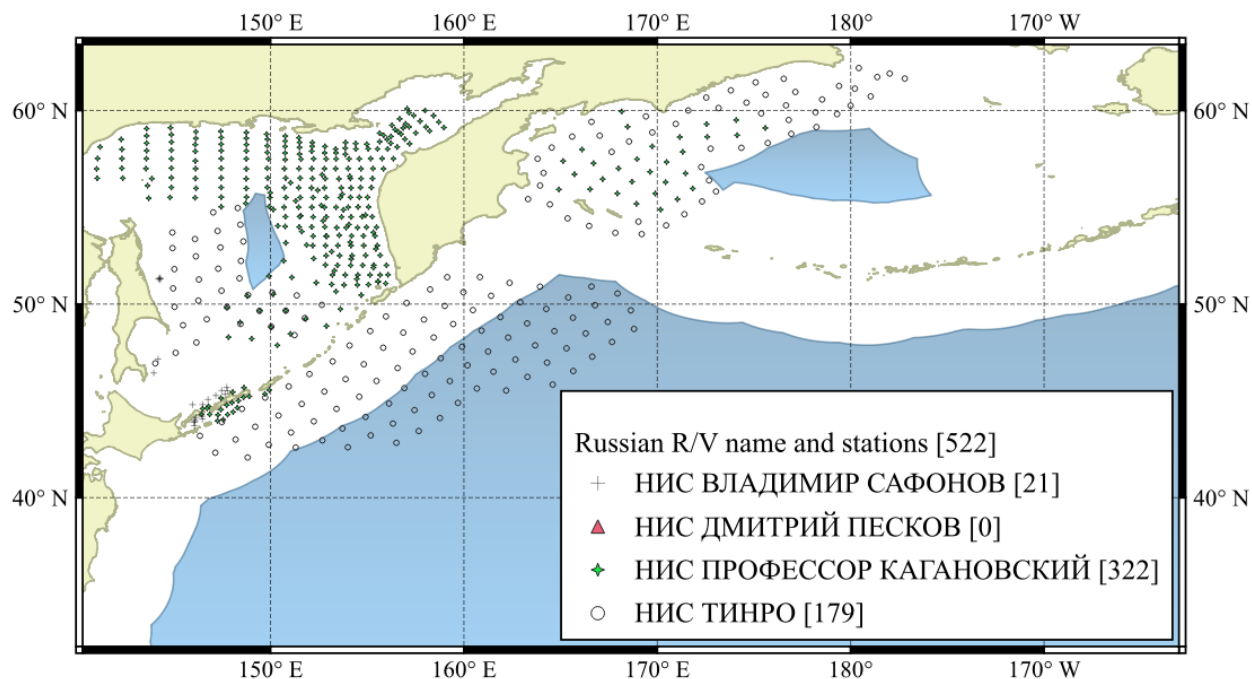 150° E 160° E 170° E 180° 170° W
60° N 60° N
50° N 50° N
40° N 40° N
Russian R/V name and stations [522]
НИС ВЛАДИМИР САФОНОВ [21]
НИС ДМИТРИЙ ПЕСКОВ [0]
НИС ПРОФЕССОР КАГАНОВСКИЙ [322]
НИС ТИНРО [179]
150° E 160° E 170° E 180° 170° W